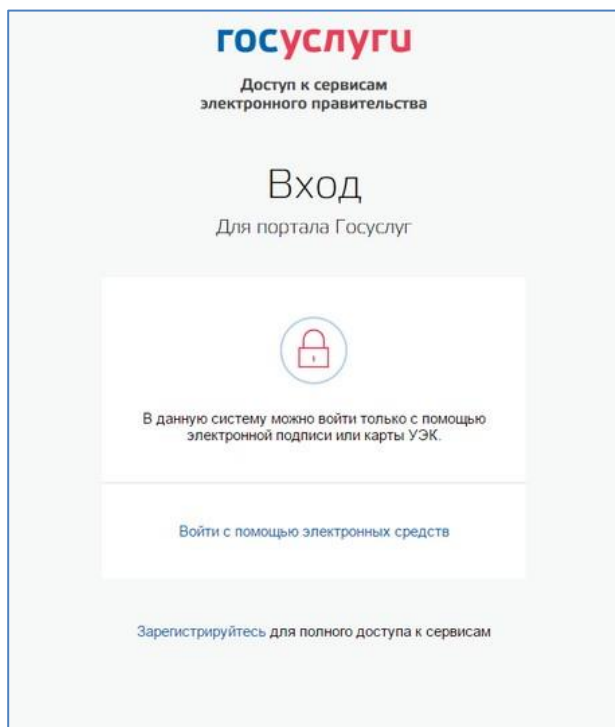 госуслуги
Доступ к сервисам
электронного правительства
Вход
Для портала Госуслуг
В данную систему можно войти только с помощью
электронной подписи или карты УЭК.
Войти с помощью электронных средств
Зарегистрируйтесь для полного доступа к сервисам